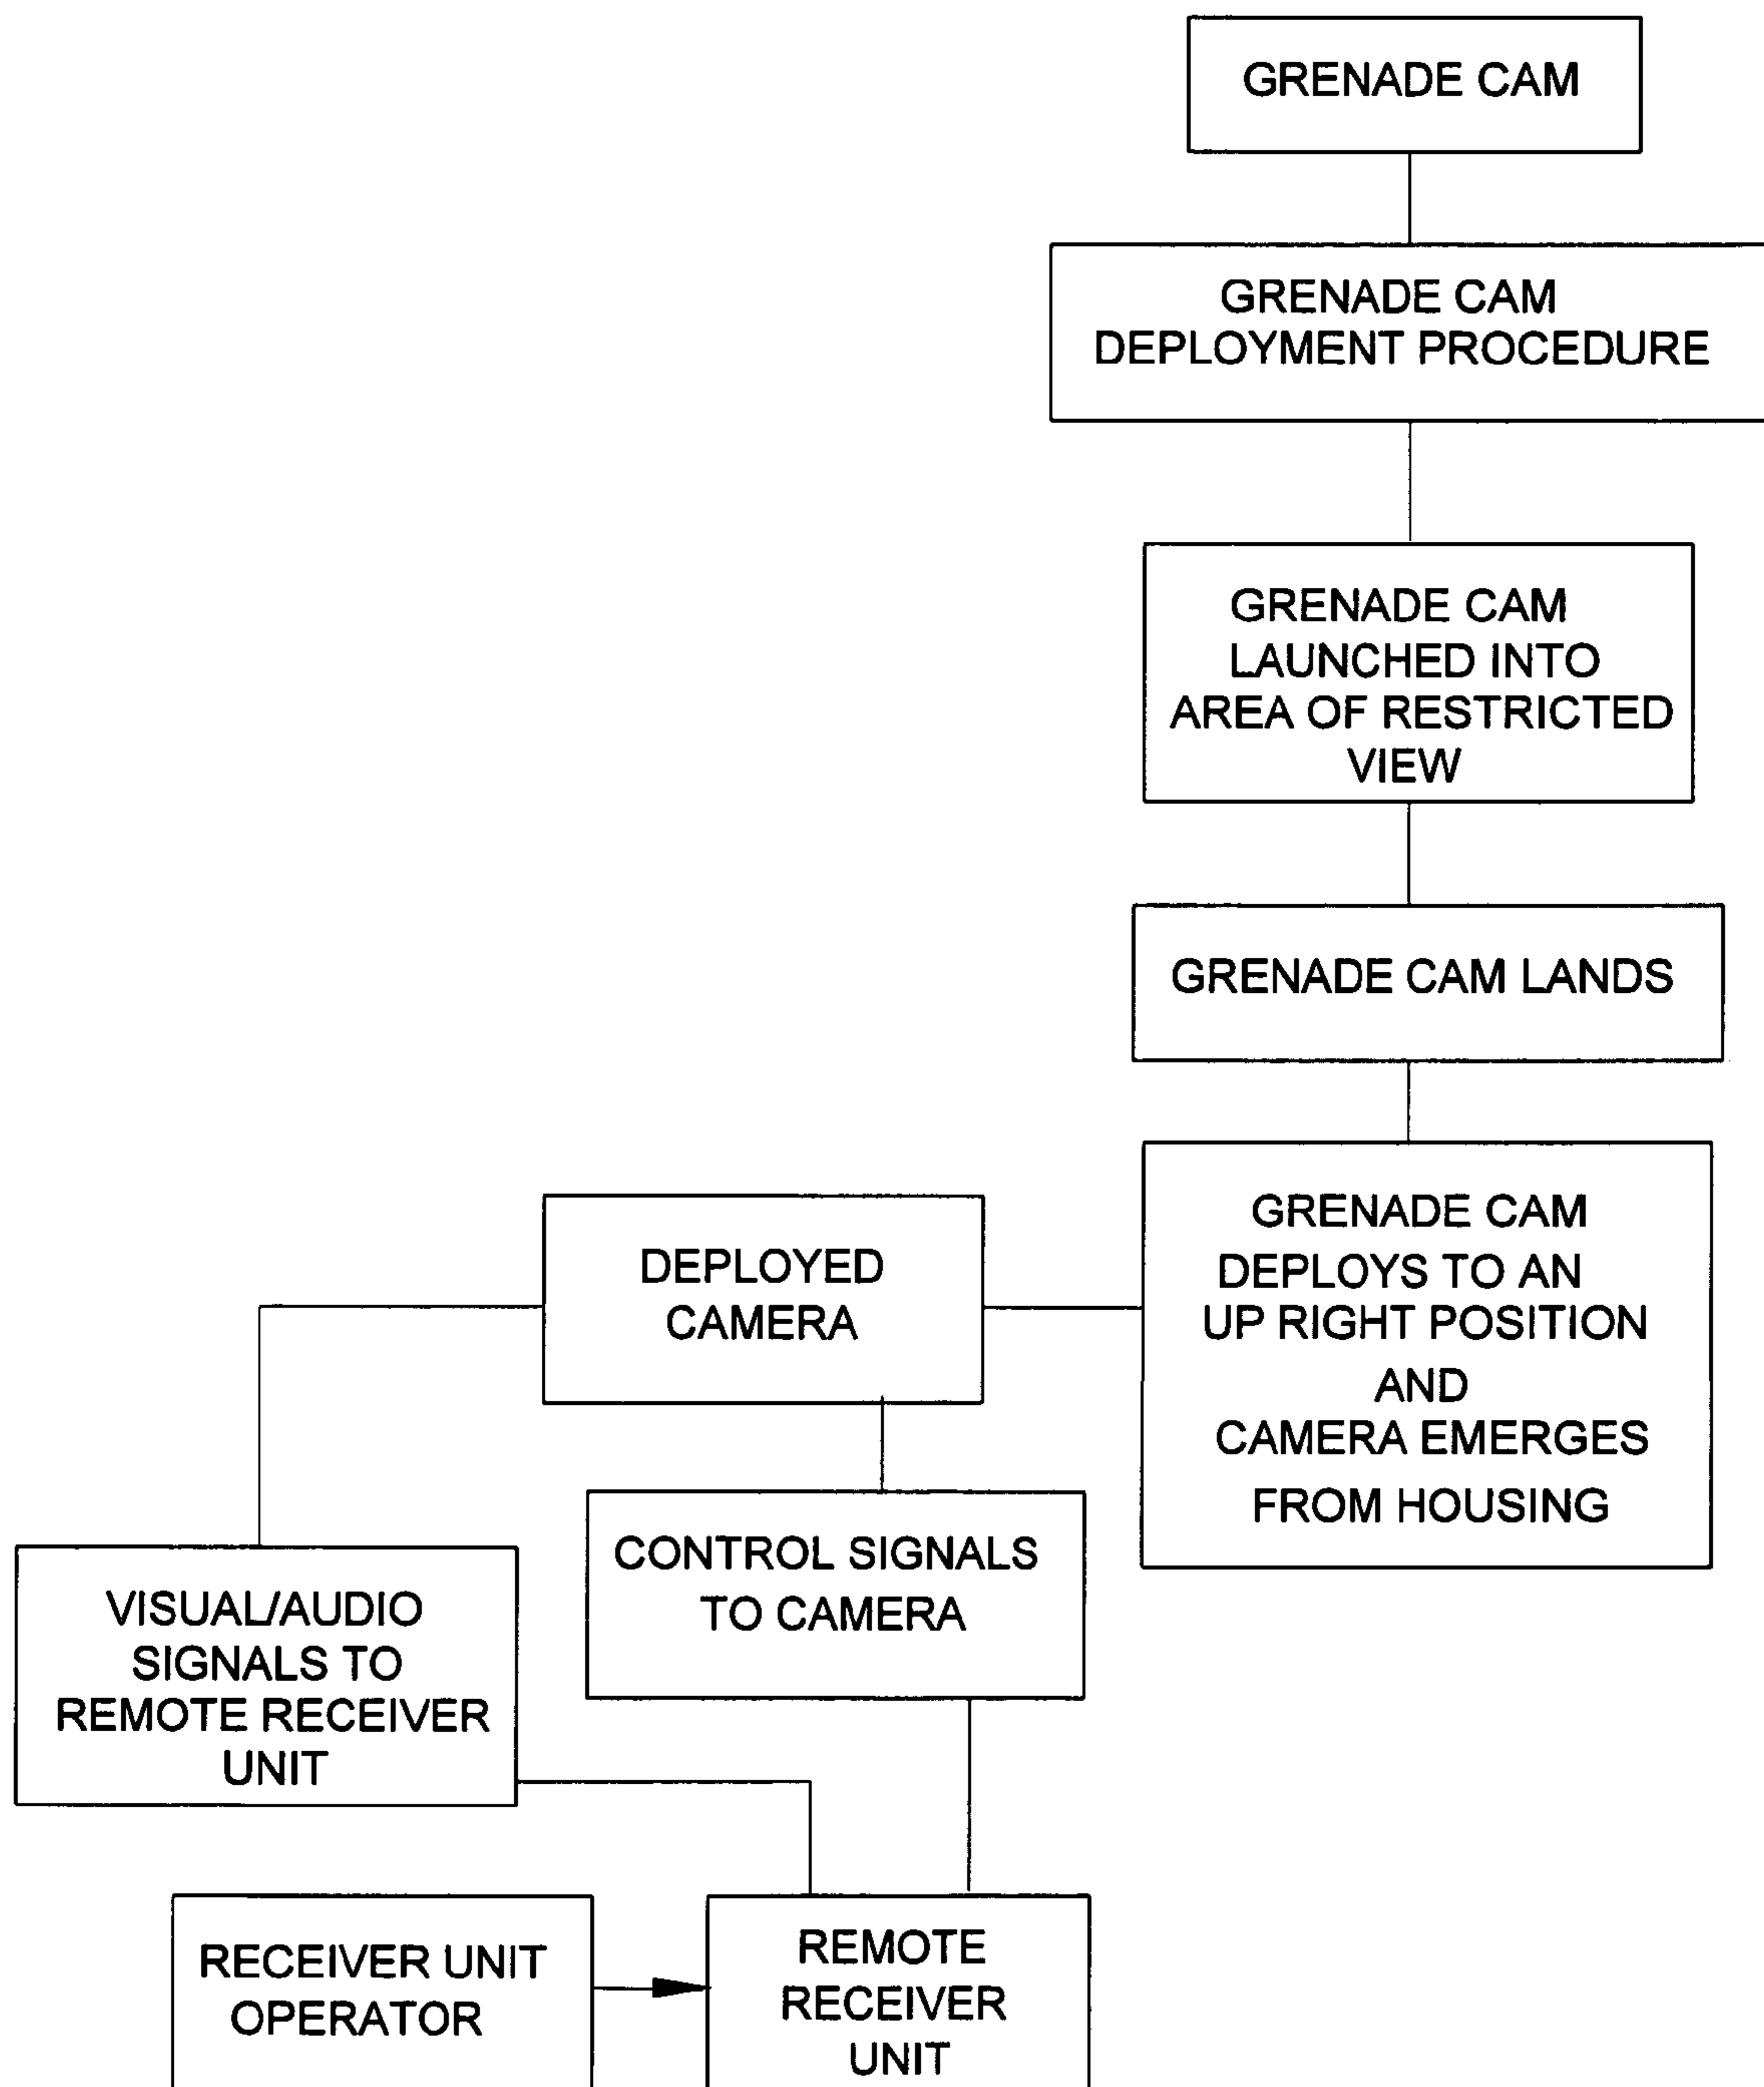 GRENADE CAM
GRENADE CAM
DEPLOYMENT PROCEDURE
GRENADE CAM
LAUNCHED INTO
AREA OF RESTRICTED
VIEW
GRENADE CAM LANDS
GRENADE CAM
DEPLOYS TO AN
UP RIGHT POSITION
AND
CAMERA EMERGES
FROM HOUSING
DEPLOYED
CAMERA
CONTROL SIGNALS
TO CAMERA
VISUAL/AUDIO
SIGNALS TO
REMOTE RECEIVER
UNIT
RECEIVER UNIT
OPERATOR
REMOTE
RECEIVER
UNIT